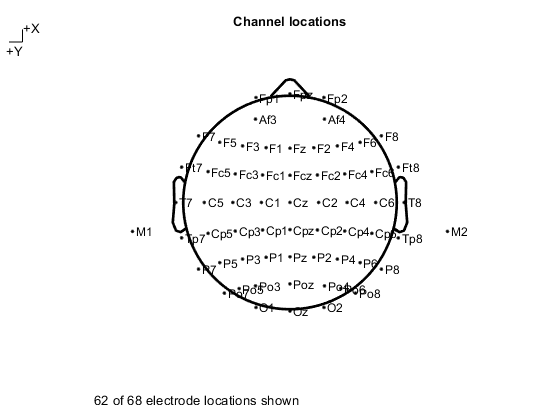 Channel locations
+X
+Y
Fp1 Fpz Fp2
Af3 Af4
F7 F5 F3 F1 Fz F2 F4 F6 F8
Ft7 Fc5 Fc3 Fc1 Fcz Fc2 Fc4 Fc6 Ft8
T7 C5 C3 C1 Cz C2 C4 C6 T8
M1 Tp7 Cp5 Cp3 Cp1 Cpz Cp2 Cp4 Cp6 Tp8 M2
P7 P5 P3 P1 Pz P2 P4 P6 P8
Po7 Po5 Po3 Poz Po4 Po6 Po8
O1 Oz O2
62 of 68 electrode locations shown